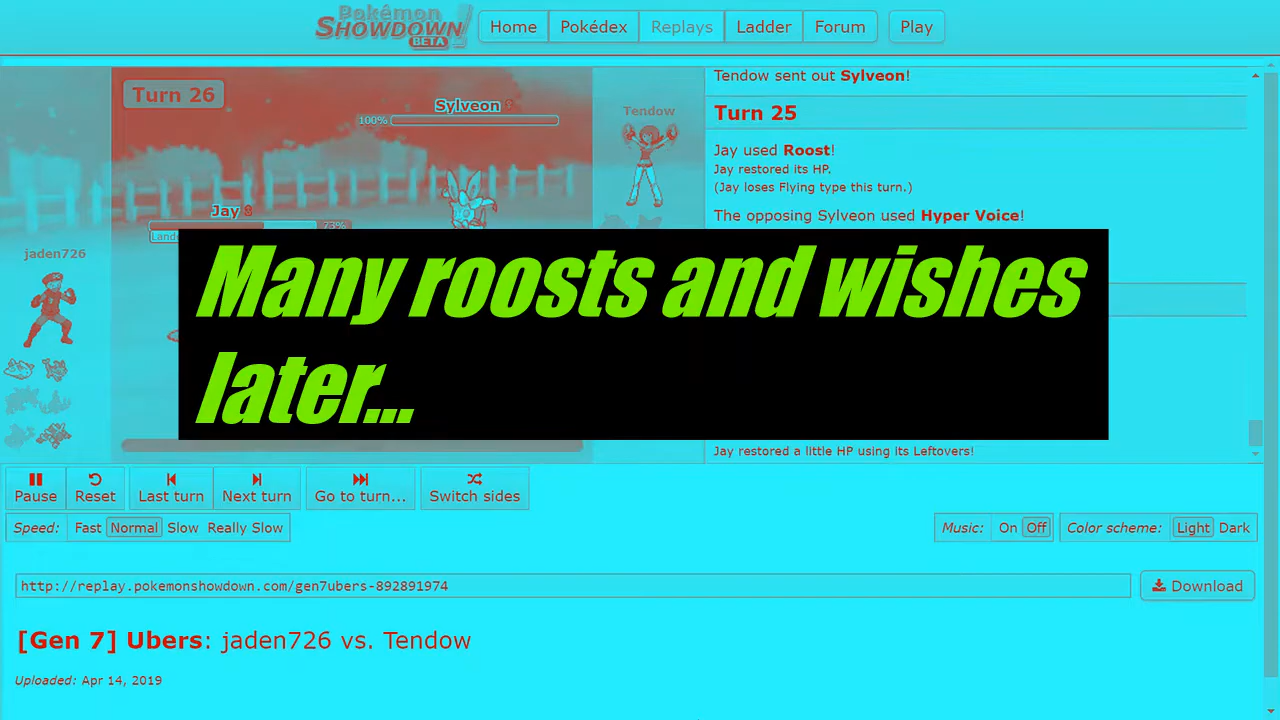 Pokémon
SHOWDOWN!
BETA
Home
Pokédex
Replays
Ladder
Forum
Play
Turn 26
Sylveon
100%
Jay
73%
Tendow
jaden726
Tendow sent out Sylveon!
Turn 25
Jay used Roost!
Jay restored its HP.
(Jay loses Flying type this turn.)
The opposing Sylveon used Hyper Voice!
Many roosts and wishes
later...
Jay restored a little HP using its Leftovers!
Pause
Reset
Last turn
Next turn
Go to turn...
Switch sides
Speed: Fast Normal Slow Really Slow
Music: On Off
Color scheme: Light Dark
http://replay.pokemonshowdown.com/gen7ubers-892891974
Download
[Gen 7] Ubers: jaden726 vs. Tendow
Uploaded: Apr 14, 2019